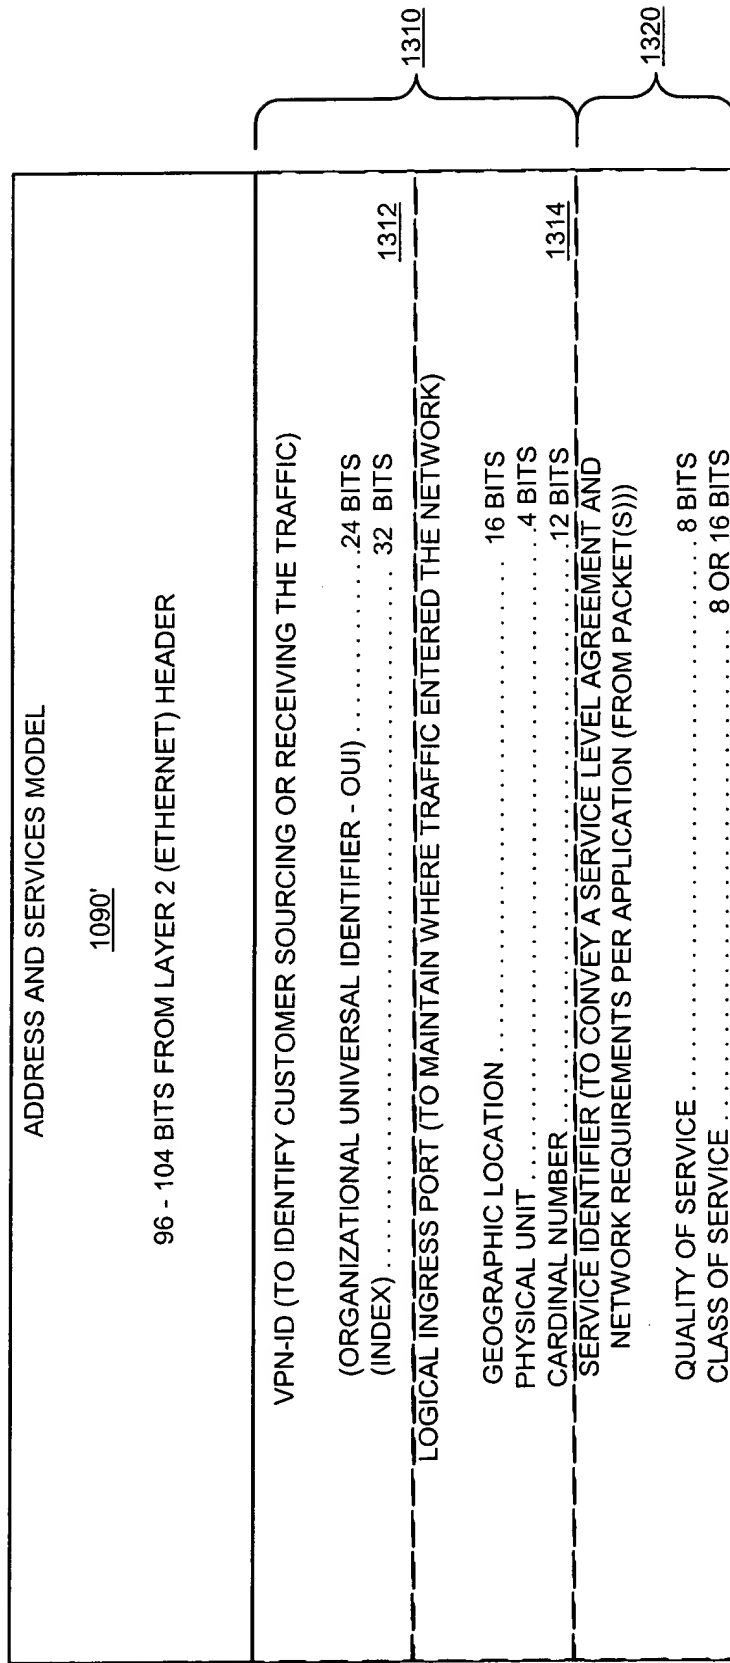 ADDRESS AND SERVICES MODEL
1090'
96 - 104 BITS FROM LAYER 2 (ETHERNET) HEADER
VPN-ID (TO IDENTIFY CUSTOMER SOURCING OR RECEIVING THE TRAFFIC)
(ORGANIZATIONAL UNIVERSAL IDENTIFIER - OUI) . . . . . . . . . . . 24 BITS
(INDEX) . . . . . . . . . . . . . . . . . . . . . . . . . . . . . . . . . . . 32 BITS
1312
LOGICAL INGRESS PORT (TO MAINTAIN WHERE TRAFFIC ENTERED THE NETWORK)
GEOGRAPHIC LOCATION . . . . . . . . . . . . . . . . . . . . . . . . 16 BITS
PHYSICAL UNIT . . . . . . . . . . . . . . . . . . . . . . . . . . . . . . . 4 BITS
CARDINAL NUMBER . . . . . . . . . . . . . . . . . . . . . . . . . . . 12 BITS
1314
1310
SERVICE IDENTIFIER (TO CONVEY A SERVICE LEVEL AGREEMENT AND
NETWORK REQUIREMENTS PER APPLICATION (FROM PACKET(S)))
QUALITY OF SERVICE . . . . . . . . . . . . . . . . . . . . . . . . . . 8 BITS
CLASS OF SERVICE . . . . . . . . . . . . . . . . . . . . . 8 OR 16 BITS
1320